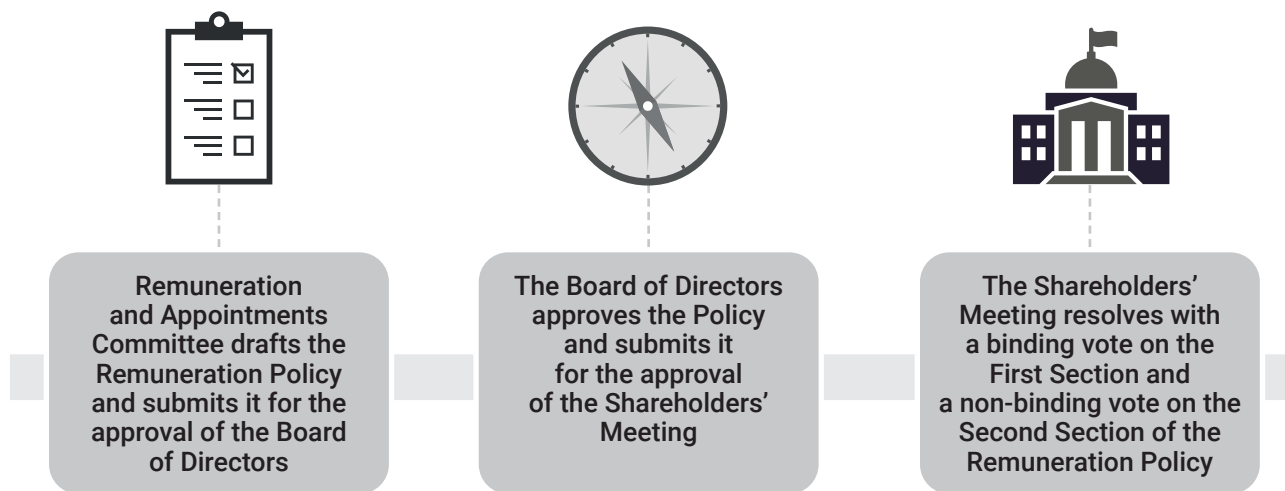 Remuneration
and Appointments
Committee drafts the
Remuneration Policy
and submits it for the
approval of the Board
of Directors
The Board of Directors
approves the Policy
and submits it
for the approval
of the Shareholders’
Meeting
The Shareholders’
Meeting resolves with
a binding vote on the
First Section and
a non-binding vote on the
Second Section of the
Remuneration Policy